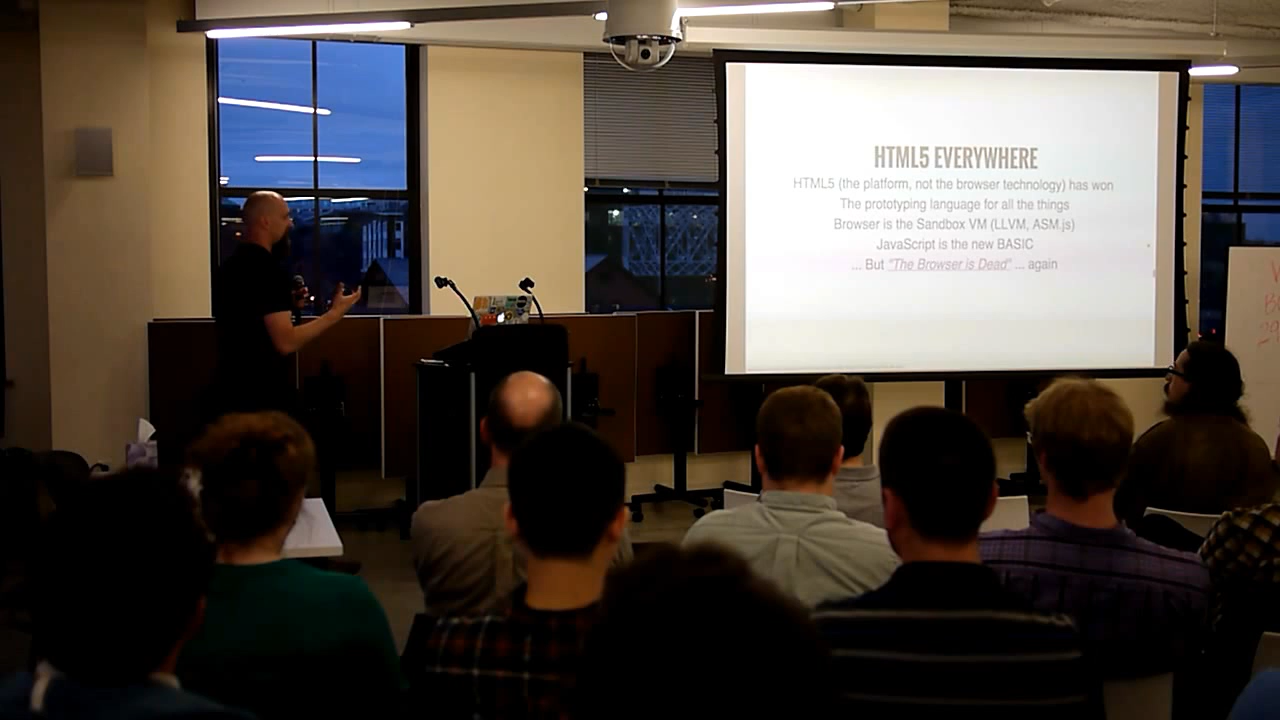 HTML5 EVERYWHERE
HTML5 (the platform, not the browser technology) has won
The prototyping language for all the things
Browser is the Sandbox VM (LLVM, ASM.js)
JavaScript is the new BASIC
... But "The Browser is Dead" ... again